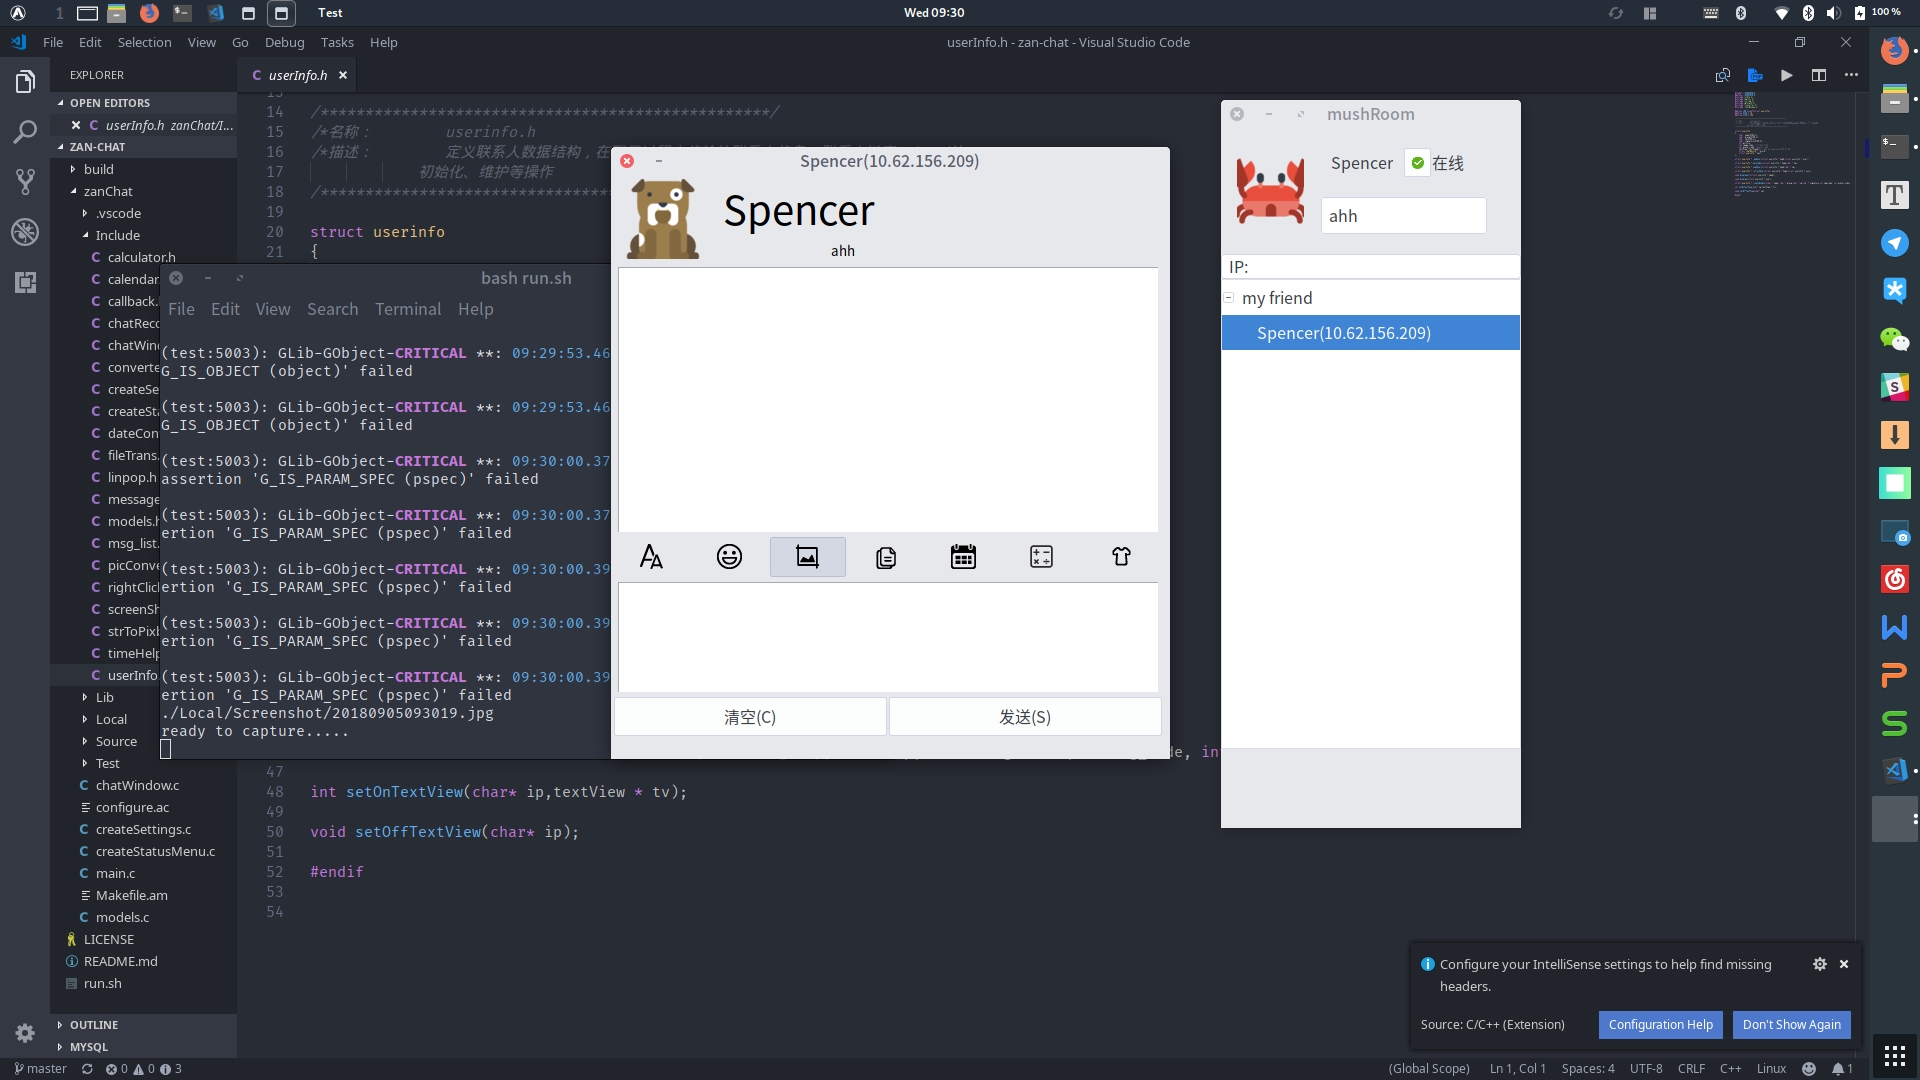 1
Test
Wed 09:30
100 %
File Edit Selection View Go Debug Tasks Help
userInfo.h - zan-chat - Visual Studio Code
EXPLORER
OPEN EDITORS
userInfo.h zanChat/I...
ZAN-CHAT
build
zanChat
.vscode
Include
calculator.h
calendar
callback.
chatReco
chatWin
converte
createSe
createSta
dateCon
fileTrans.
linpop.h
message
models.h
msg_list.
picConve
rightClic
screenSh
strToPixb
timeHelp
userInfo.
Lib
Local
Source
Test
chatWindow.c
configure.ac
createSettings.c
createStatusMenu.c
main.c
Makefile.am
models.c
LICENSE
README.md
run.sh
OUTLINE
MYSQL
userInfo.h
13
14 /**************************************************/
15 /*名称： userinfo.h
16 /*描述： 定义联系人数据结构，在
17 初始化、维护等操作
18 /*********************************
19
20 struct userinfo
21 {
bash run.sh
File Edit View Search Terminal Help
(test:5003): GLib-GObject-CRITICAL **: 09:29:53.46
G_IS_OBJECT (object)' failed
(test:5003): GLib-GObject-CRITICAL **: 09:29:53.46
G_IS_OBJECT (object)' failed
(test:5003): GLib-GObject-CRITICAL **: 09:30:00.37
assertion 'G_IS_PARAM_SPEC (pspec)' failed
(test:5003): GLib-GObject-CRITICAL **: 09:30:00.37
ertion 'G_IS_PARAM_SPEC (pspec)' failed
(test:5003): GLib-GObject-CRITICAL **: 09:30:00.39
ertion 'G_IS_PARAM_SPEC (pspec)' failed
(test:5003): GLib-GObject-CRITICAL **: 09:30:00.39
ertion 'G_IS_PARAM_SPEC (pspec)' failed
(test:5003): GLib-GObject-CRITICAL **: 09:30:00.39
ertion 'G_IS_PARAM_SPEC (pspec)' failed
./Local/Screenshot/20180905093019.jpg
ready to capture.....
Spencer(10.62.156.209)
Spencer
ahh
清空(C) 发送(S)
mushRoom
Spencer 在线
ahh
IP:
my friend
Spencer(10.62.156.209)
de, int
47
48 int setOnTextView(char* ip,textView * tv);
49
50 void setOffTextView(char* ip);
51
52 #endif
53
54
Configure your IntelliSense settings to help find missing
headers.
Source: C/C++ (Extension) Configuration Help Don't Show Again
master 0 0 3
(Global Scope) Ln 1, Col 1 Spaces: 4 UTF-8 CRLF C++ Linux 1